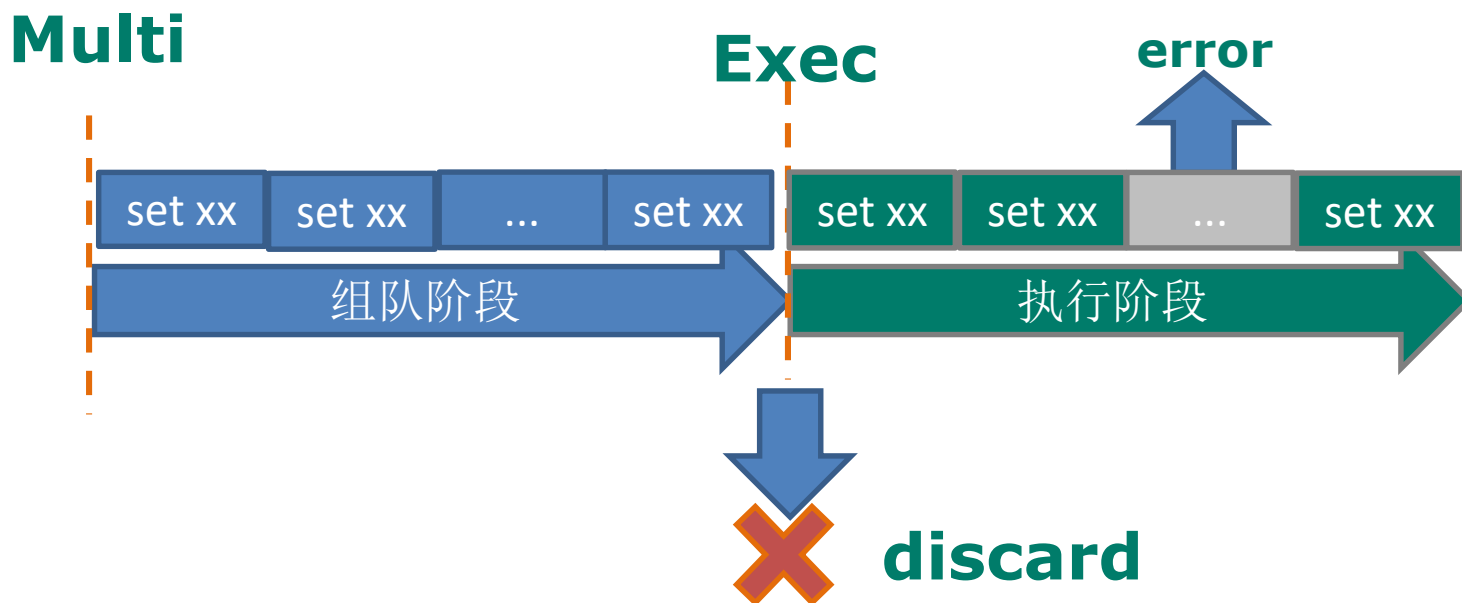 Multi
Exec
error
set xx
set xx
...
set xx
set xx
set xx
...
set xx
组队阶段
执行阶段
discard